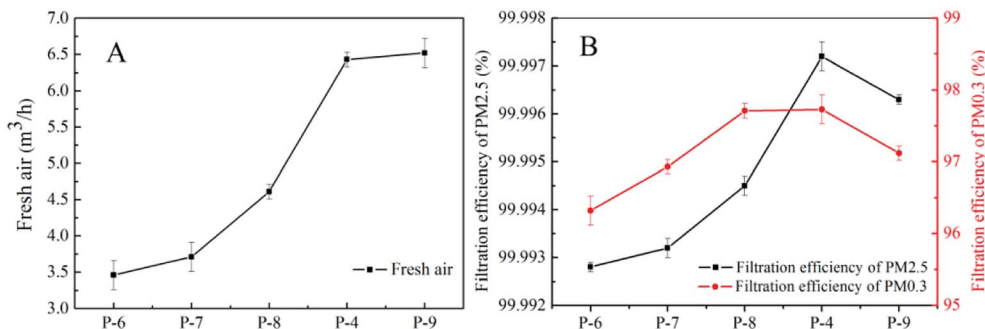 A
Fresh air (m³/h)
7.0
6.5
6.0
5.5
5.0
4.5
4.0
3.5
3.0
Fresh air
P-6 P-7 P-8 P-4 P-9
B
Filtration efficiency of PM2.5 (%)
99.998
99.997
99.996
99.995
99.994
99.993
99.992
Filtration efficiency of PM2.5
Filtration efficiency of PM0.3
P-6 P-7 P-8 P-4 P-9
99
98
97
96
95
Filtration efficiency of PM0.3 (%)